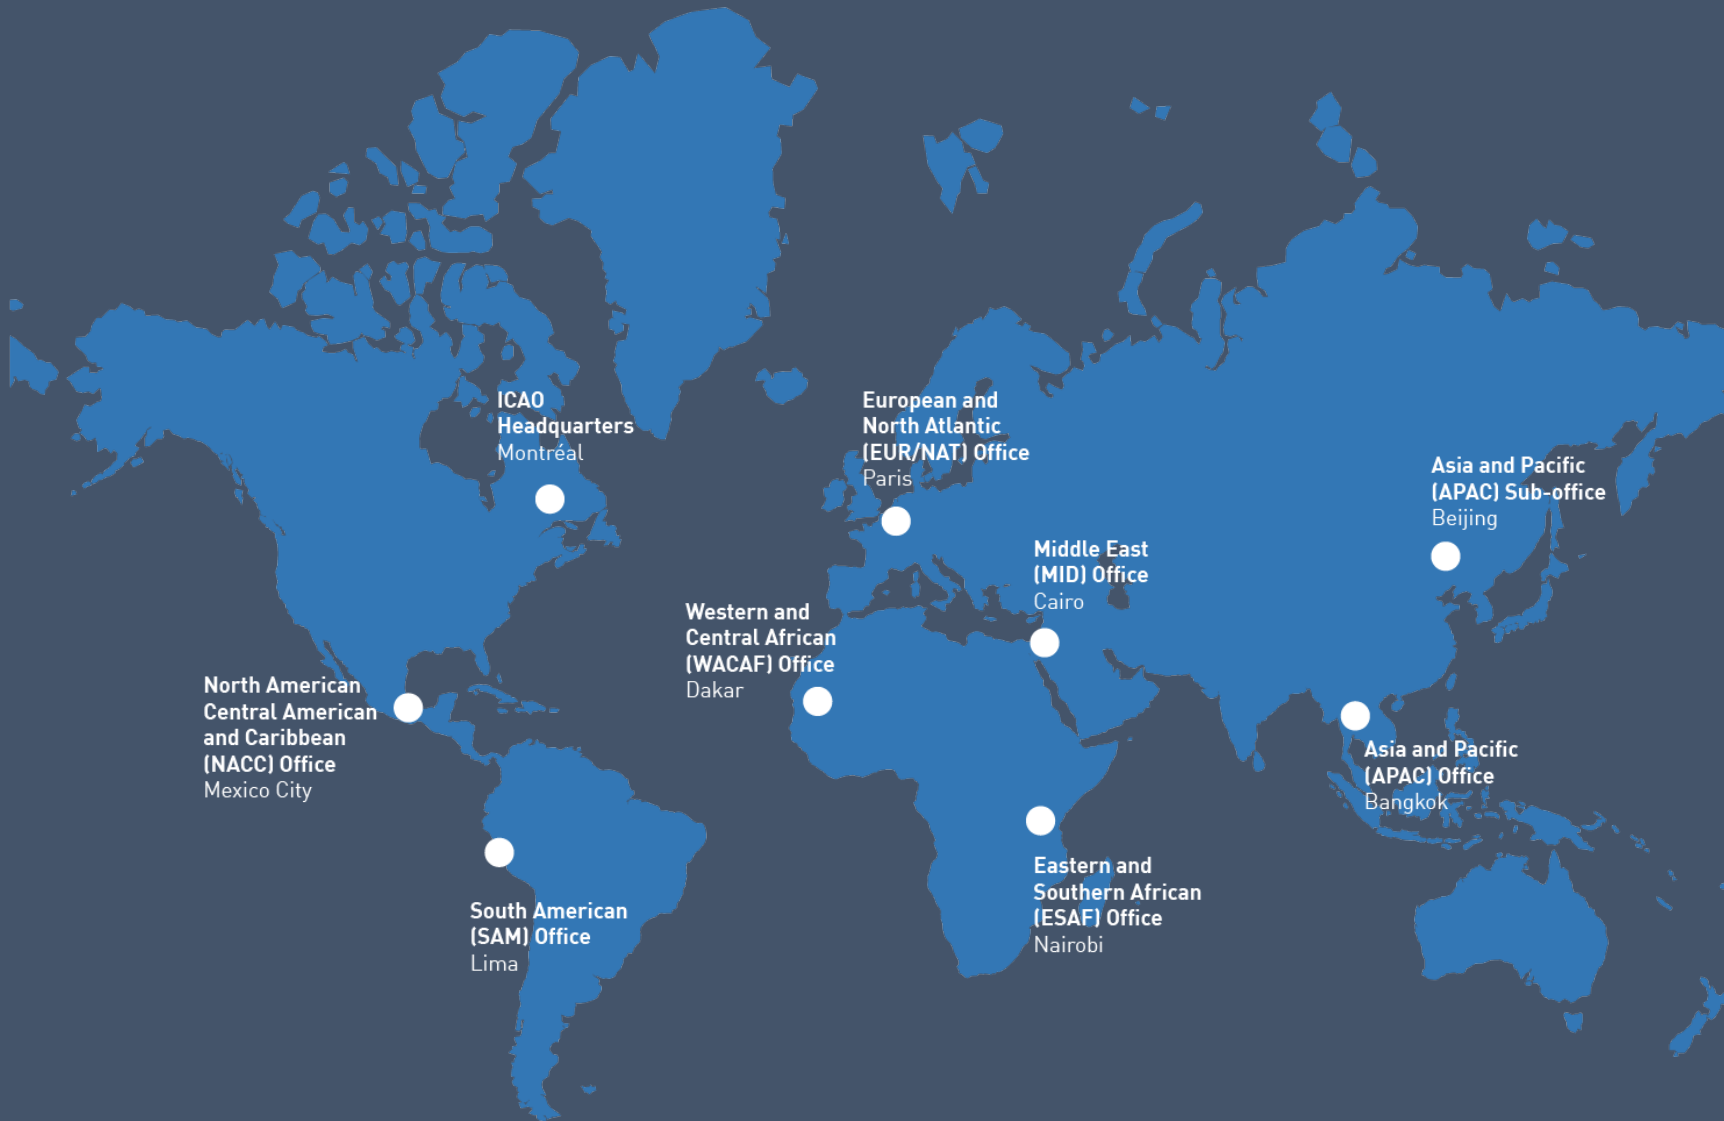 ICAO
Headquarters
Montréal
European and
North Atlantic
(EUR/NAT) Office
Paris
Asia and Pacific
(APAC) Sub-office
Beijing
Middle East
(MID) Office
Cairo
Western and
Central African
(WACAF) Office
Dakar
North American
Central American
and Caribbean
(NACC) Office
Mexico City
Asia and Pacific
(APAC) Office
Bangkok
Eastern and
Southern African
(ESAF) Office
Nairobi
South American
(SAM) Office
Lima